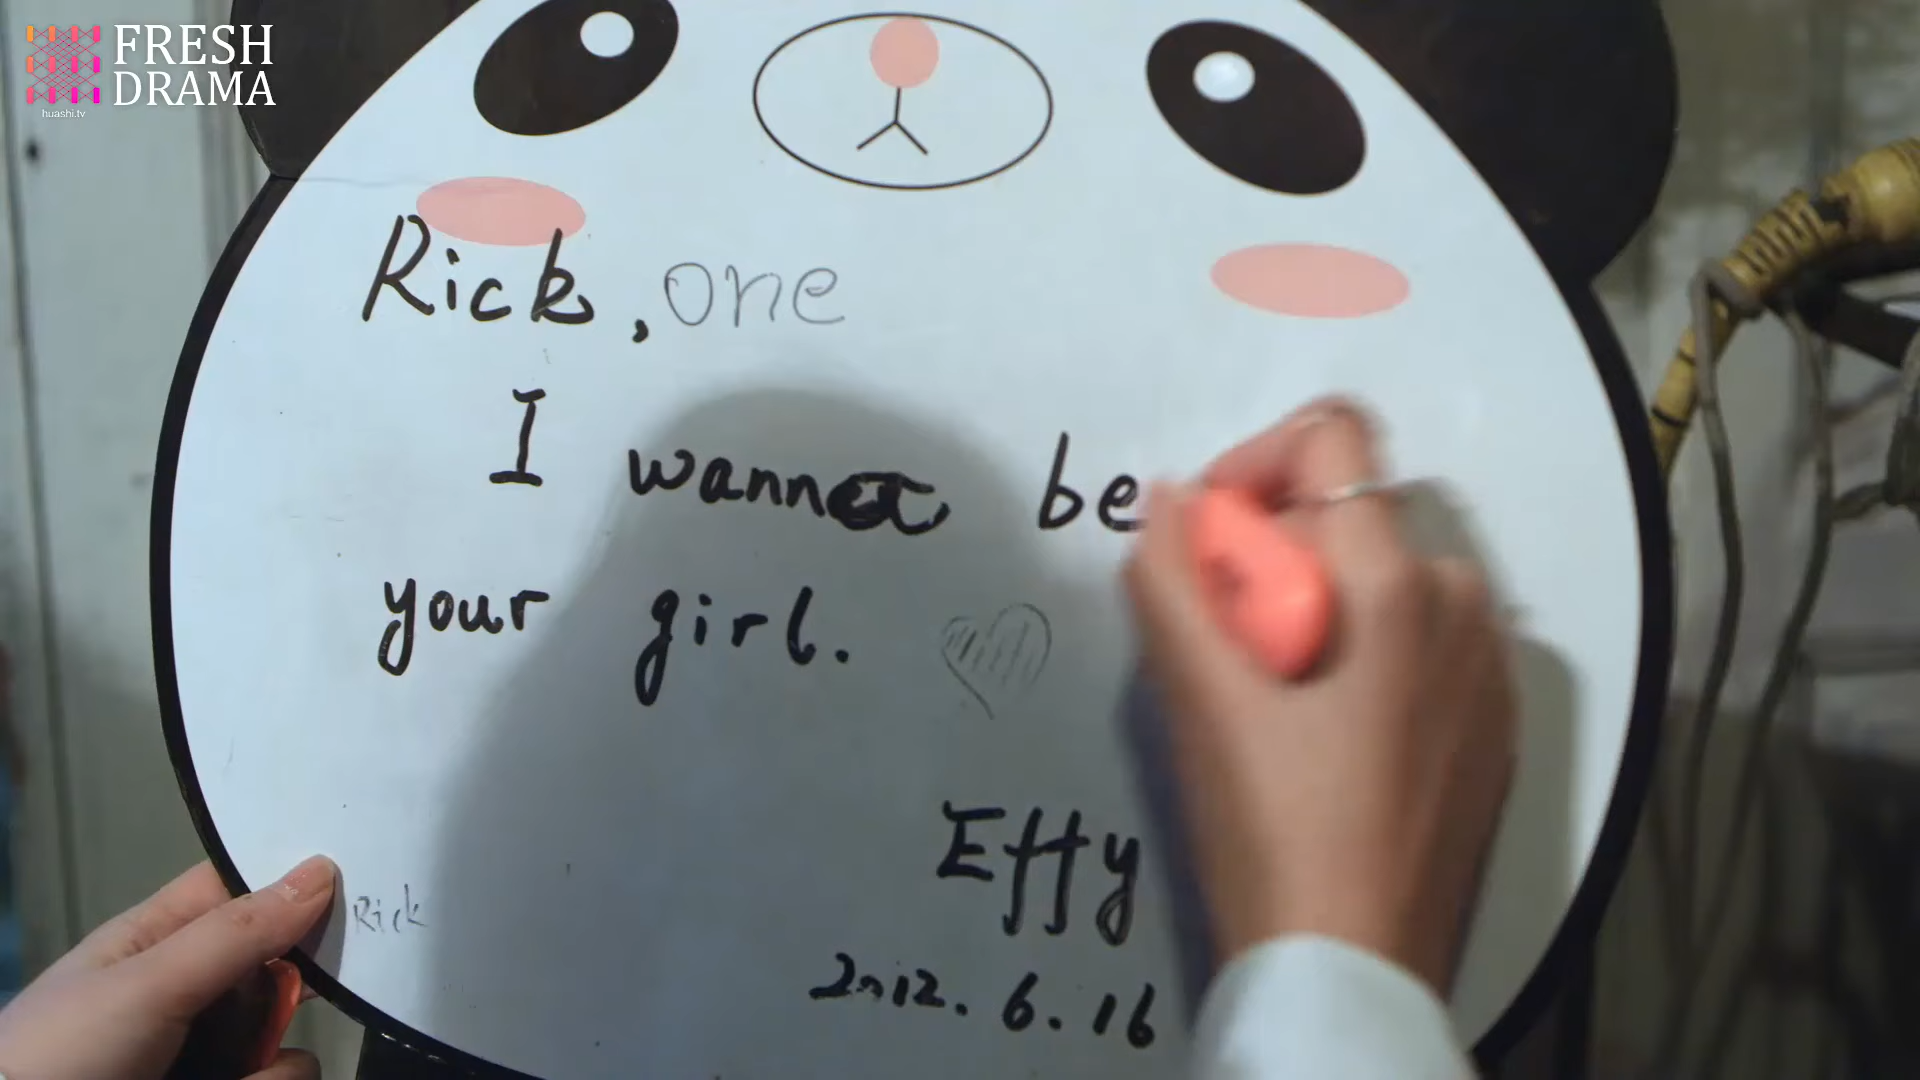 FRESH
DRAMA
huashi.tv
Rick, one
I wanna be
your girl.
Effy
Rick
2012.6.16